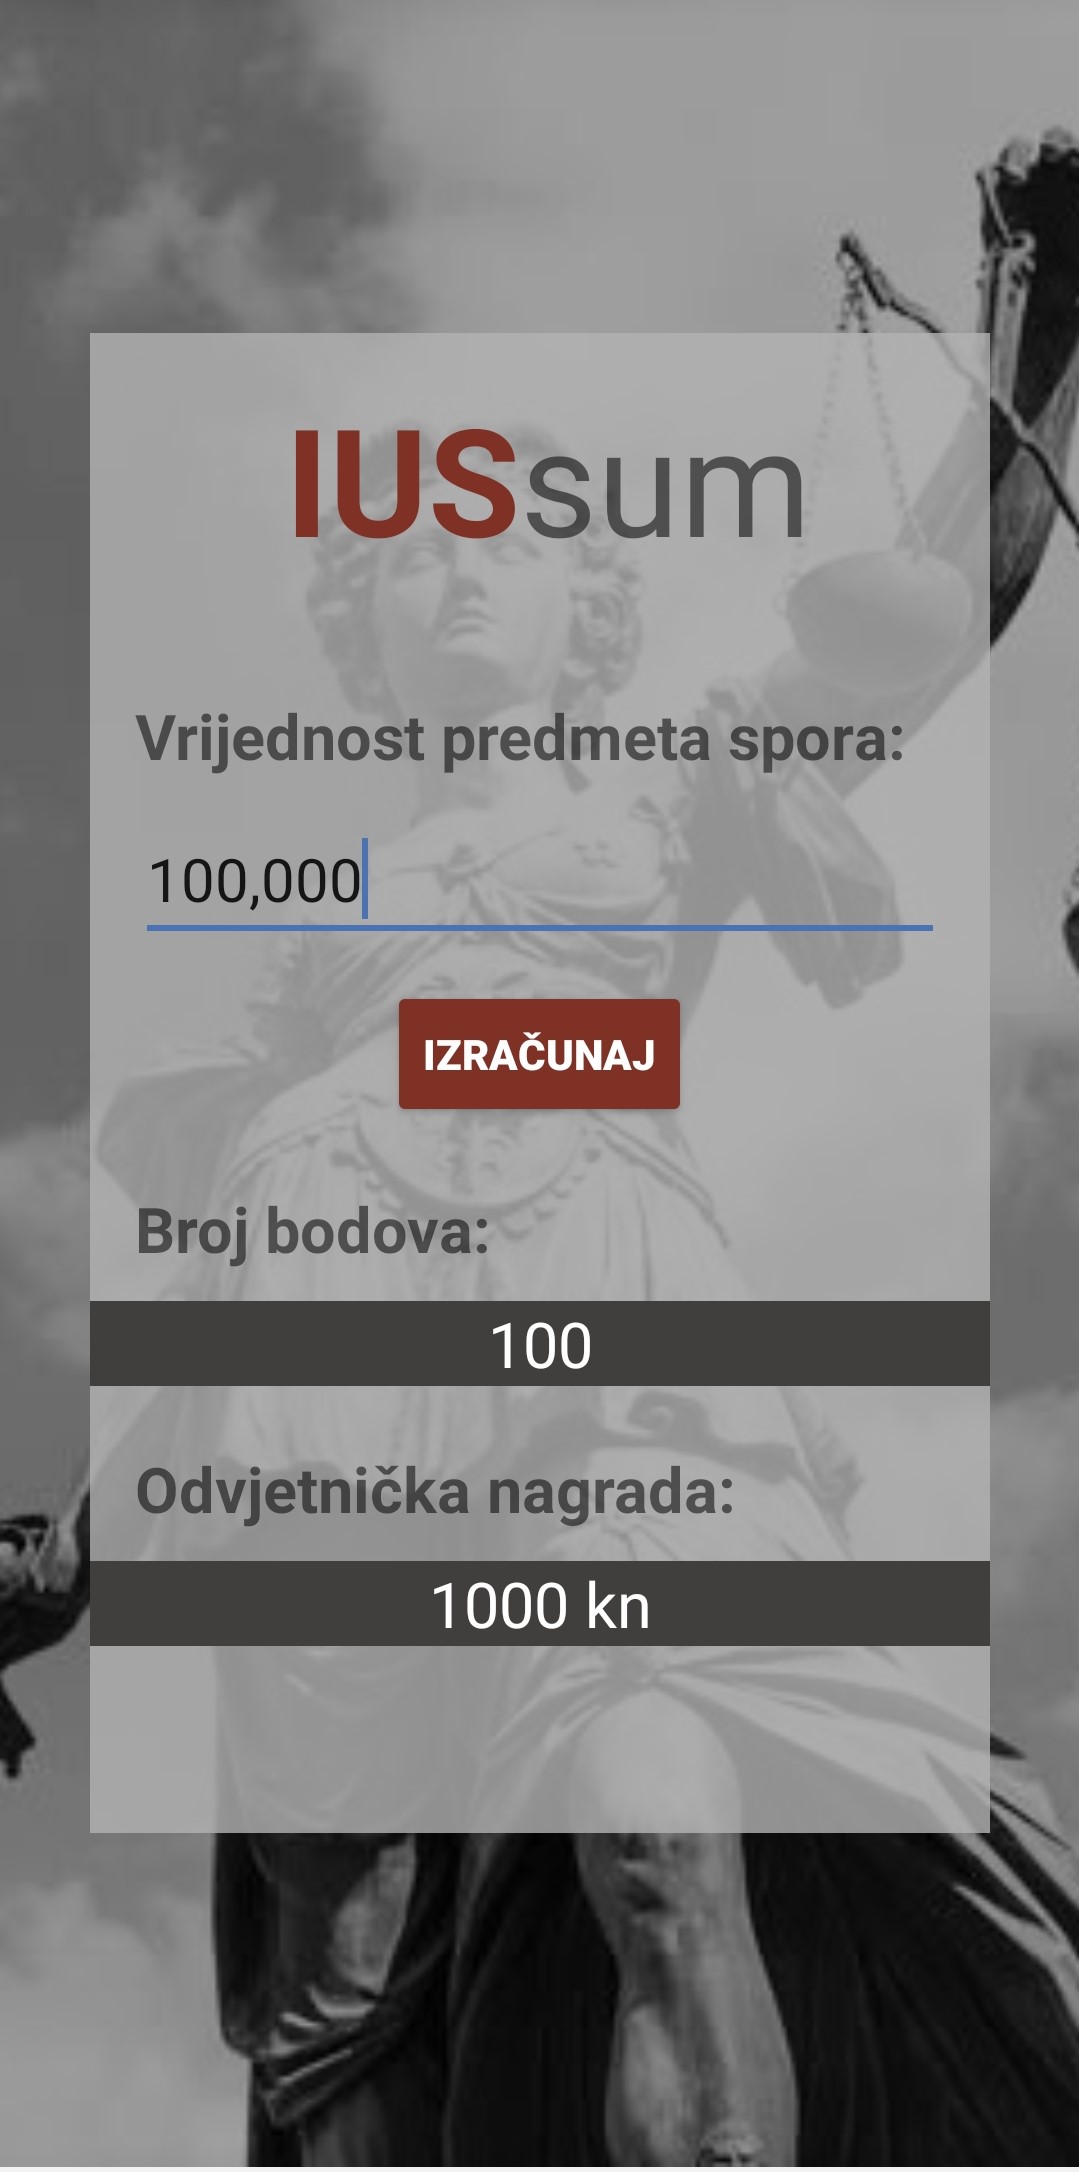 IUSsum
Vrijednost predmeta spora:
100,000
IZRAČUNAJ
Broj bodova:
100
Odvjetnička nagrada:
1000 kn